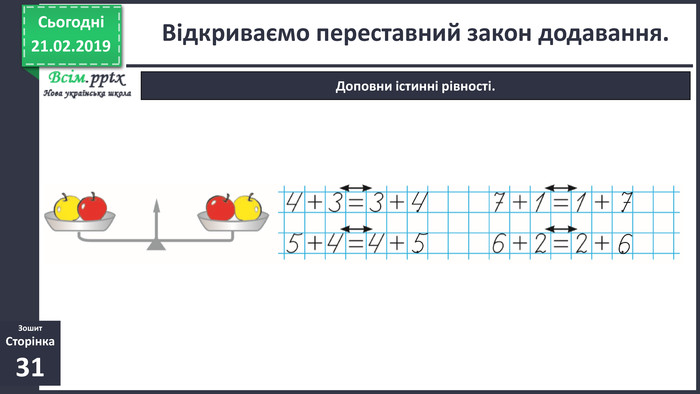 Сьогодні
21.02.2019
Відкриваємо переставний закон додавання.
Всім.pptx
Нова українська школа
Доповни істинні рівності.
4+3=3+4 7+1=1+7
5+4=4+5 6+2=2+6
Зошит
Сторінка
31